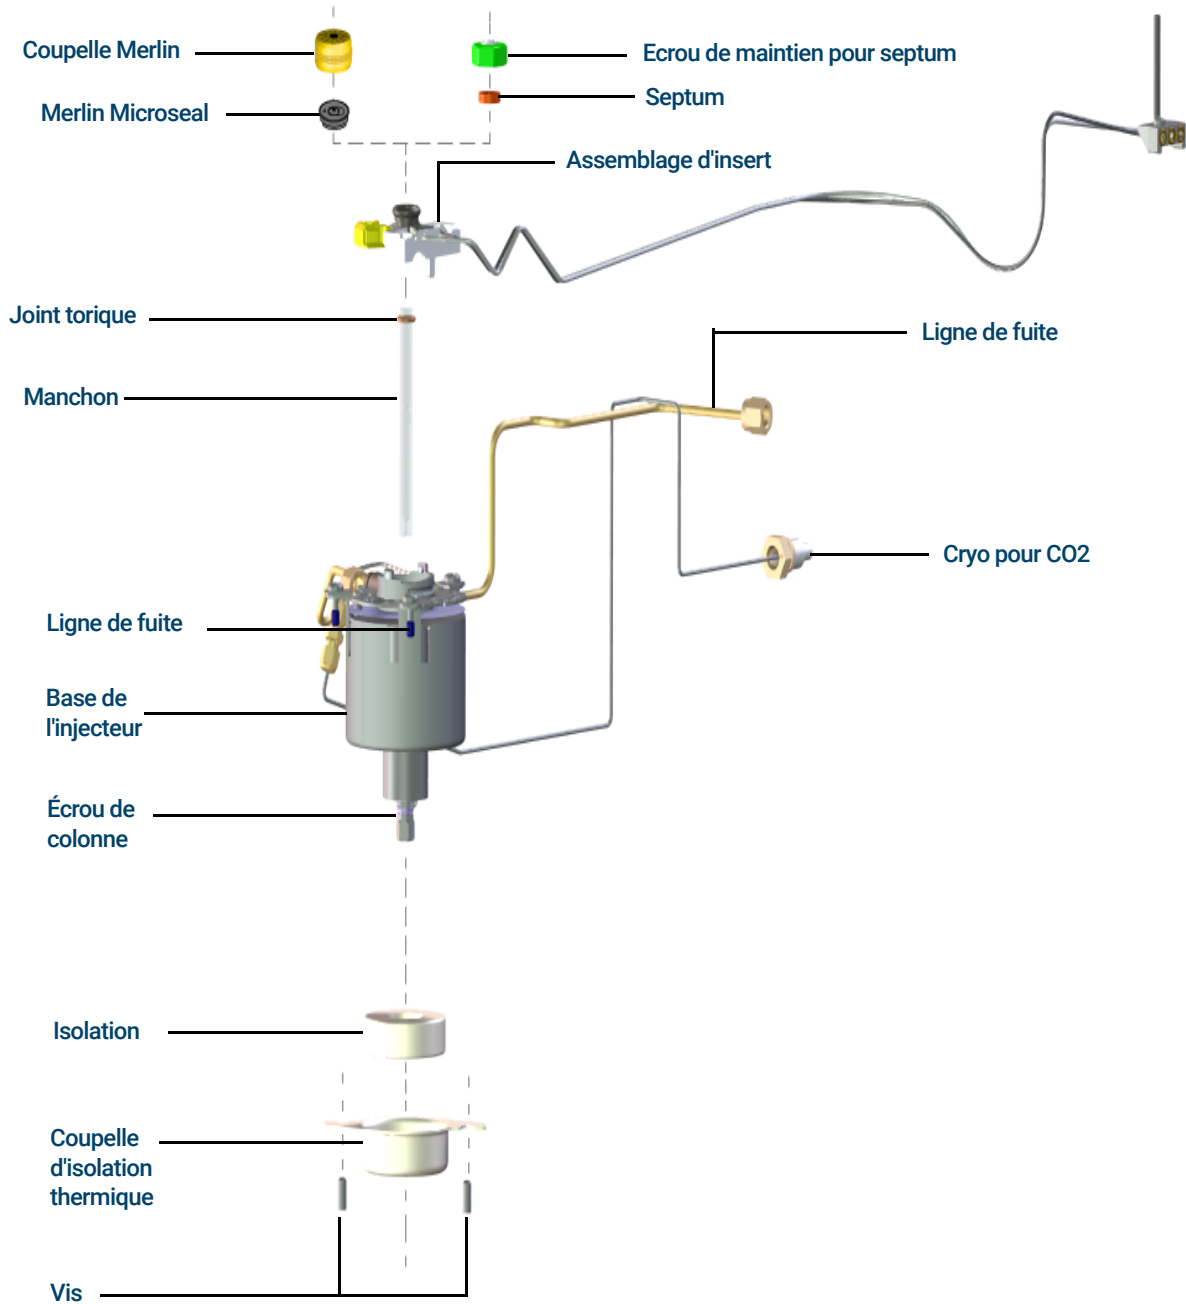 Coupelle Merlin
Ecrou de maintien pour septum
Septum
Merlin Microseal
Assemblage d'insert
Joint torique
Ligne de fuite
Manchon
Cryo pour CO2
Ligne de fuite
Base de
l'injecteur
Écrou de
colonne
Isolation
Coupelle
d'isolation
thermique
Vis